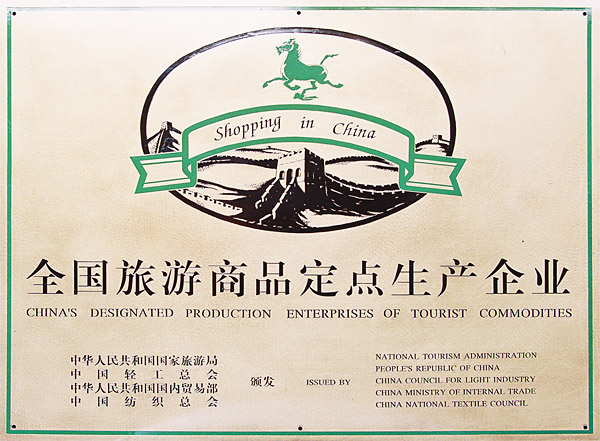 Shopping in China
全国旅游商品定点生产企业
CHINA'S DESIGNATED PRODUCTION ENTERPRISES OF TOURIST COMMODITIES
中华人民共和国国家旅游局
中国轻工总会
中华人民共和国国内贸易部
中国纺织总会
颁发
ISSUED BY
NATIONAL TOURISM ADMINISTRATION
PEOPLE'S REPUBLIC OF CHINA
CHINA COUNCIL FOR LIGHT INDUSTRY
CHINA MINISTRY OF INTERNAL TRADE
CHINA NATIONAL TEXTILE COUNCIL